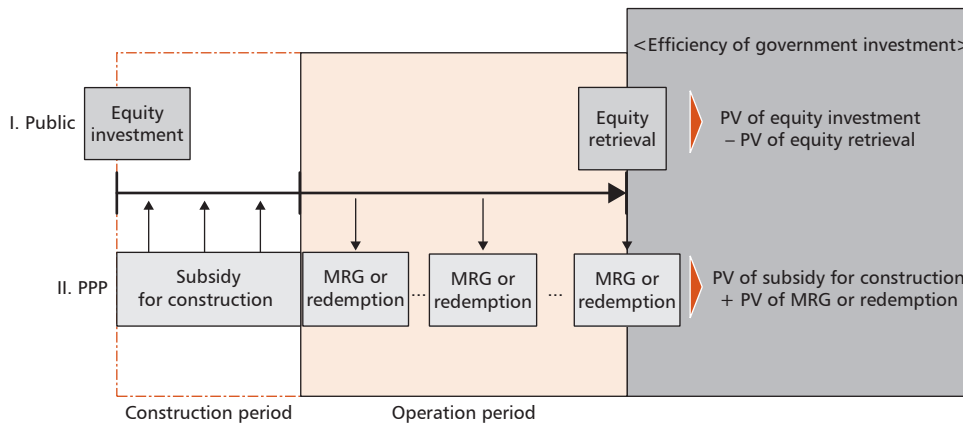 <Efficiency of government investment>
I. Public
Equity
investment
Equity
retrieval
PV of equity investment
– PV of equity retrieval
II. PPP
Subsidy
for construction
MRG or
redemption
...
MRG or
redemption
...
MRG or
redemption
PV of subsidy for construction
+ PV of MRG or redemption
Construction period
Operation period